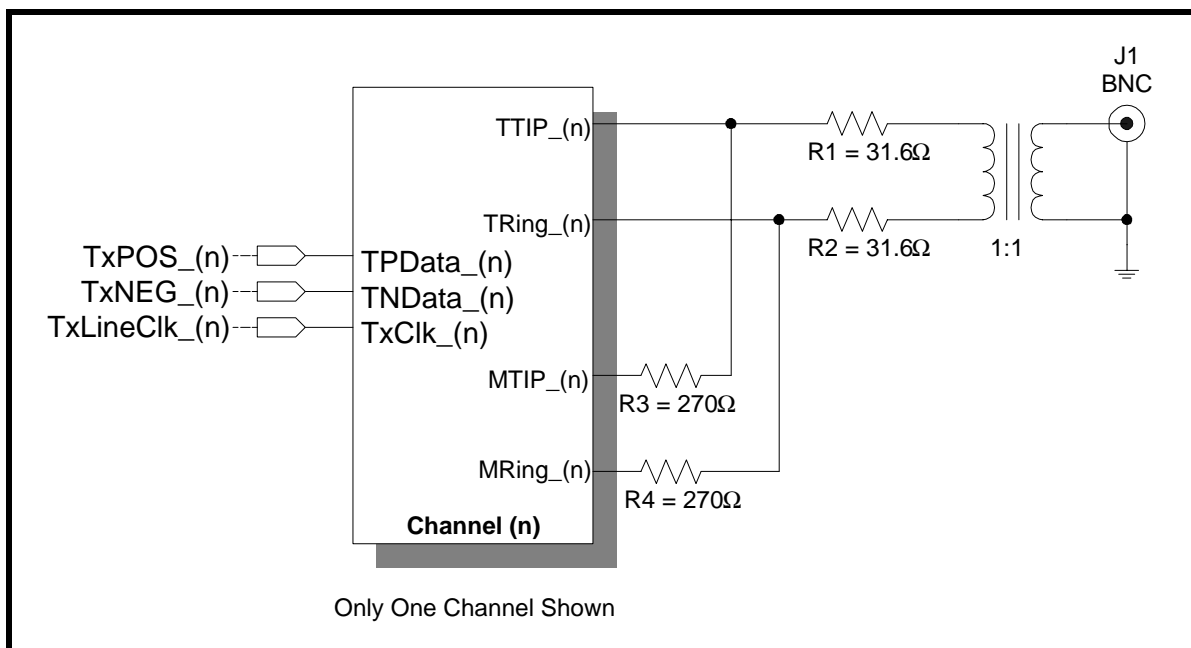 J1
BNC
TTIP_(n)
R1 = 31.6Ω
TRing_(n)
R2 = 31.6Ω
1:1
TxPOS_(n)
TPData_(n)
TxNEG_(n)
TNData_(n)
TxLineClk_(n)
TxClk_(n)
MTIP_(n)
R3 = 270Ω
MRing_(n)
R4 = 270Ω
Channel (n)
Only One Channel Shown